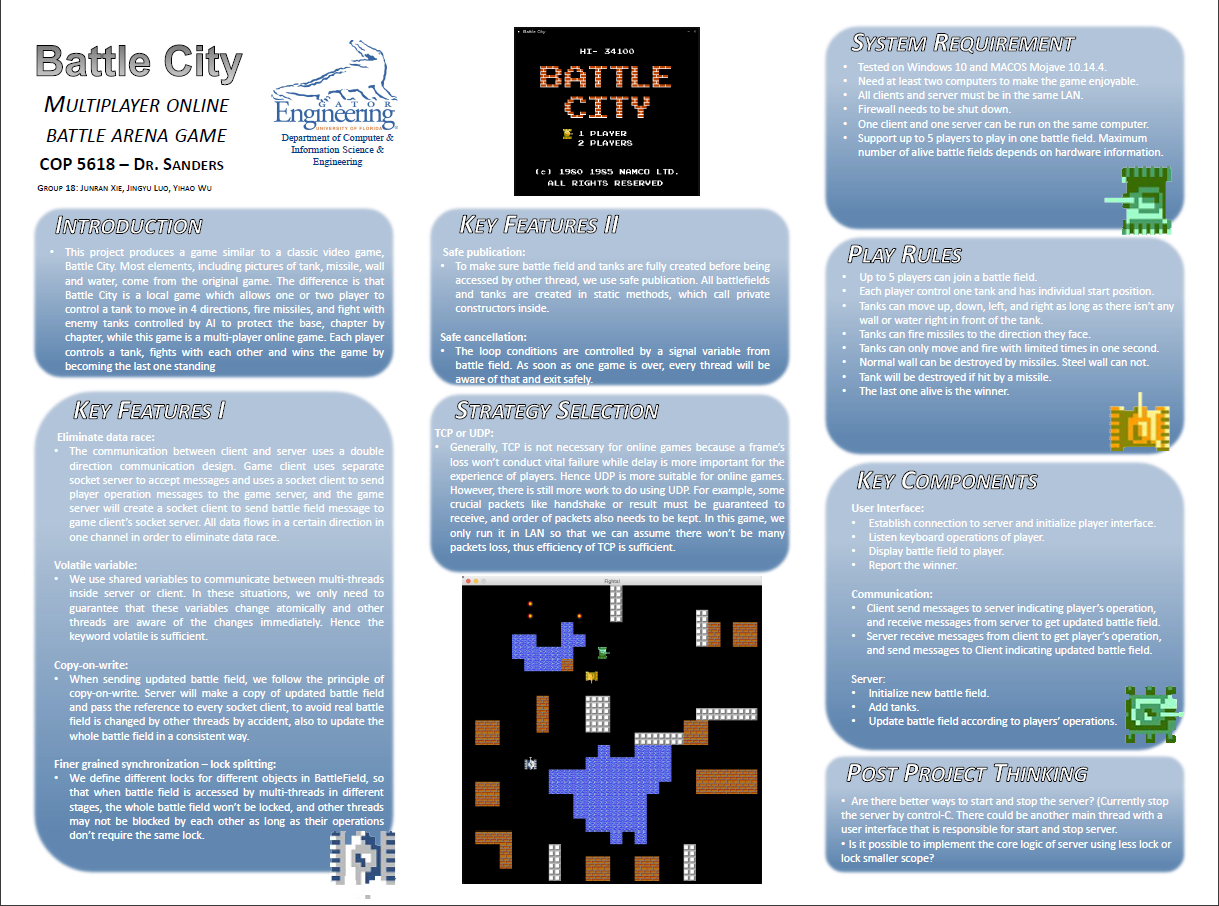 Battle City
MULTIPLAYER ONLINE
BATTLE ARENA GAME
COP 5618 – DR. SANDERS
GROUP 18: JUNRAN XIE, JINGYU LUO, YIHAO WU
GATOR
Engineering
UNIVERSITY OF FLORIDA
Department of Computer &
Information Science &
Engineering
INTRODUCTION
• This project produces a game similar to a classic video game,
Battle City. Most elements, including pictures of tank, missile, wall
and water, come from the original game. The difference is that
Battle City is a local game which allows one or two player to
control a tank to move in 4 directions, fire missiles, and fight with
enemy tanks controlled by AI to protect the base, chapter by
chapter, while this game is a multi-player online game. Each player
controls a tank, fights with each other and wins the game by
becoming the last one standing
KEY FEATURES I
Eliminate data race:
• The communication between client and server uses a double
direction communication design. Game client uses separate
socket server to accept messages and uses a socket client to send
player operation messages to the game server, and the game
server will create a socket client to send battle field message to
game client's socket server. All data flows in a certain direction in
one channel in order to eliminate data race.
Volatile variable:
• We use shared variables to communicate between multi-threads
inside server or client. In these situations, we only need to
guarantee that these variables change atomically and other
threads are aware of the changes immediately. Hence the
keyword volatile is sufficient.
Copy-on-write:
• When sending updated battle field, we follow the principle of
copy-on-write. Server will make a copy of updated battle field
and pass the reference to every socket client, to avoid real battle
field is changed by other threads by accident, also to update the
whole battle field in a consistent way.
Finer grained synchronization – lock splitting:
• We define different locks for different objects in BattleField, so
that when battle field is accessed by multi-threads in different
stages, the whole battle field won't be locked, and other threads
may not be blocked by each other as long as their operations
don't require the same lock.
Battle City
HI- 34100
BATTLE
CITY
1 PLAYER
2 PLAYERS
(c) 1980 1985 NAMCO LTD.
ALL RIGHTS RESERVED
KEY FEATURES II
Safe publication:
• To make sure battle field and tanks are fully created before being
accessed by other thread, we use safe publication. All battlefields
and tanks are created in static methods, which call private
constructors inside.
Safe cancellation:
• The loop conditions are controlled by a signal variable from
battle field. As soon as one game is over, every thread will be
aware of that and exit safely.
STRATEGY SELECTION
TCP or UDP:
• Generally, TCP is not necessary for online games because a frame's
loss won't conduct vital failure while delay is more important for the
experience of players. Hence UDP is more suitable for online games.
However, there is still more work to do using UDP. For example, some
crucial packets like handshake or result must be guaranteed to
receive, and order of packets also needs to be kept. In this game, we
only run it in LAN so that we can assume there won't be many
packets loss, thus efficiency of TCP is sufficient.
Fights!
SYSTEM REQUIREMENT
• Tested on Windows 10 and MACOS Mojave 10.14.4.
• Need at least two computers to make the game enjoyable.
• All clients and server must be in the same LAN.
• Firewall needs to be shut down.
• One client and one server can be run on the same computer.
• Support up to 5 players to play in one battle field. Maximum
number of alive battle fields depends on hardware information.
PLAY RULES
• Up to 5 players can join a battle field.
• Each player control one tank and has individual start position.
• Tanks can move up, down, left, and right as long as there isn't any
wall or water right in front of the tank.
• Tanks can fire missiles to the direction they face.
• Tanks can only move and fire with limited times in one second.
• Normal wall can be destroyed by missiles. Steel wall can not.
• Tank will be destroyed if hit by a missile.
• The last one alive is the winner.
KEY COMPONENTS
User Interface:
• Establish connection to server and initialize player interface.
• Listen keyboard operations of player.
• Display battle field to player.
• Report the winner.
Communication:
• Client send messages to server indicating player's operation,
and receive messages from server to get updated battle field.
• Server receive messages from client to get player's operation,
and send messages to Client indicating updated battle field.
Server:
• Initialize new battle field.
• Add tanks.
• Update battle field according to players' operations.
POST PROJECT THINKING
• Are there better ways to start and stop the server? (Currently stop
the server by control-C. There could be another main thread with a
user interface that is responsible for start and stop server.
• Is it possible to implement the core logic of server using less lock or
lock smaller scope?